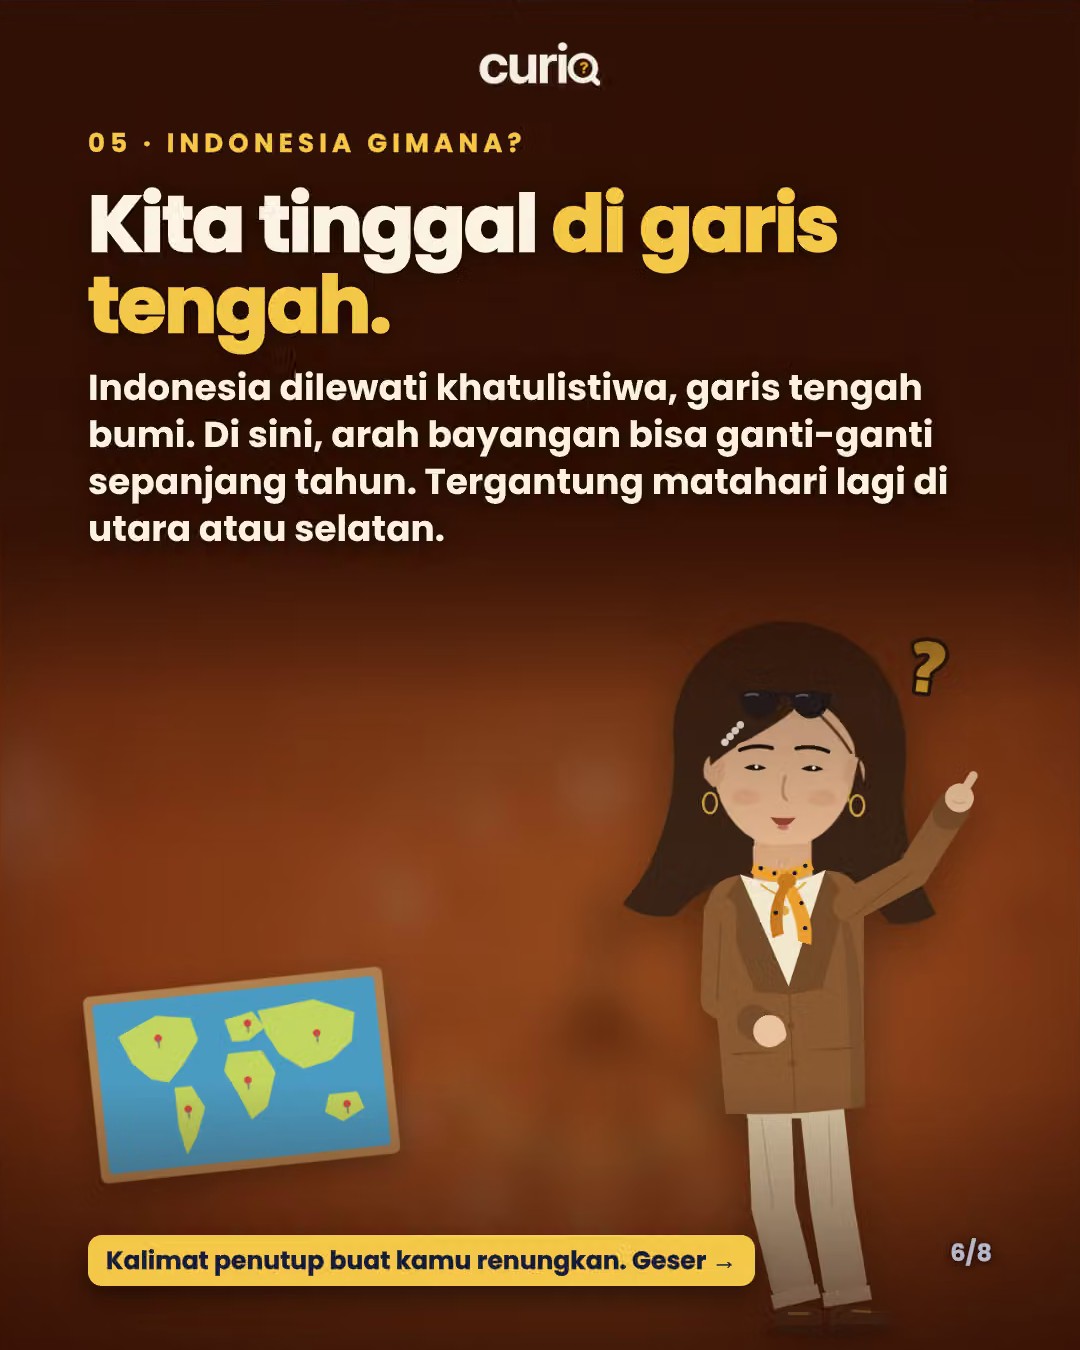 curio
05 · INDONESIA GIMANA?
Kita tinggal di garis
tengah.
Indonesia dilewati khatulistiwa, garis tengah
bumi. Di sini, arah bayangan bisa ganti-ganti
sepanjang tahun. Tergantung matahari lagi di
utara atau selatan.
?
Kalimat penutup buat kamu renungkan. Geser →
6/8